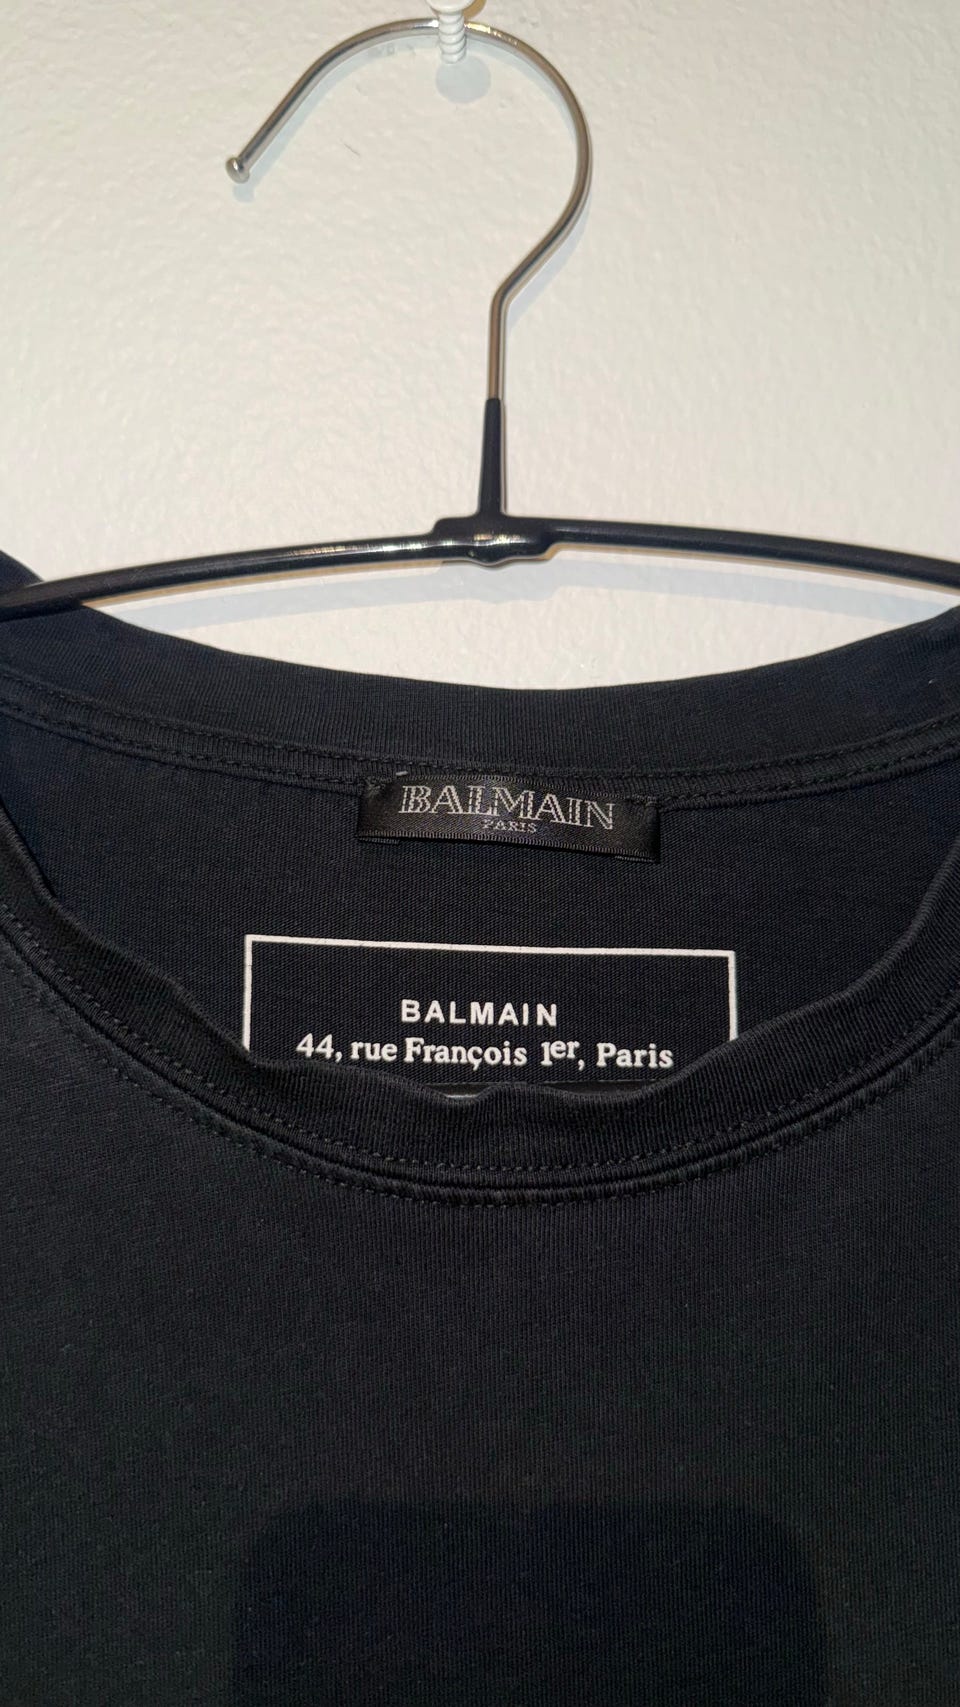 BALMAIN
PARIS
BALMAIN
44, rue François 1er, Paris